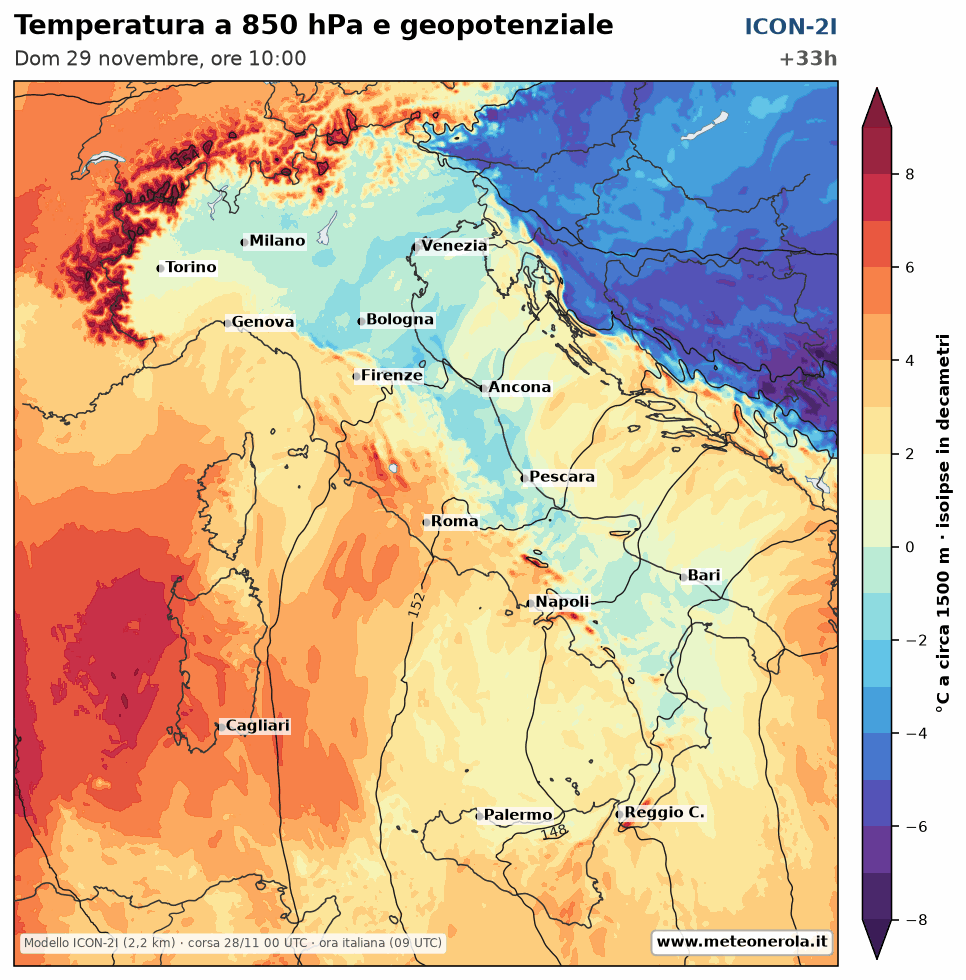 Temperatura a 850 hPa e geopotenziale
ICON-2I
Dom 29 novembre, ore 10:00
+33h
Milano
Venezia
Torino
Genova
Bologna
Firenze
Ancona
Pescara
Roma
Bari
Napoli
152
Cagliari
Palermo
Reggio C.
148
8
6
4
2
0
−2
−4
−6
−8
°C a circa 1500 m · isoipse in decametri
Modello ICON-2I (2,2 km) · corsa 28/11 00 UTC · ora italiana (09 UTC)
www.meteonerola.it